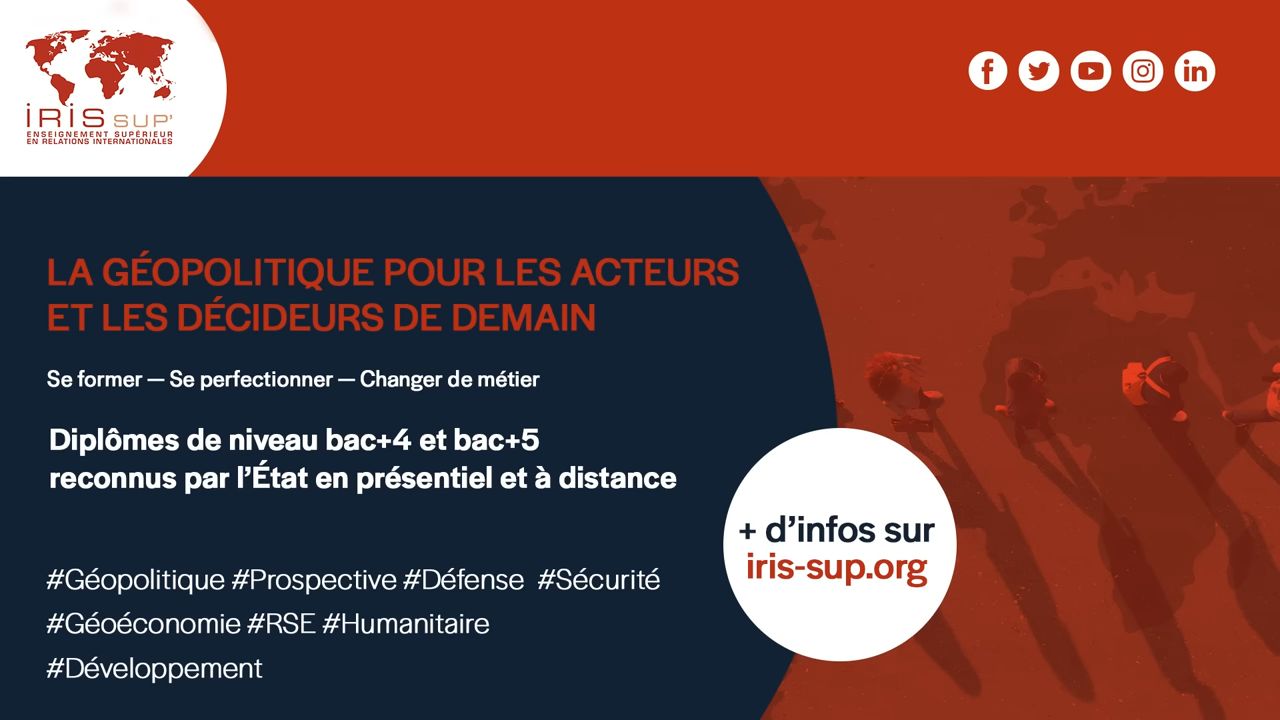 IRIS SUP'
ENSEIGNEMENT SUPÉRIEUR
EN RELATIONS INTERNATIONALES
LA GÉOPOLITIQUE POUR LES ACTEURS
ET LES DÉCIDEURS DE DEMAIN
Se former — Se perfectionner — Changer de métier
Diplômes de niveau bac+4 et bac+5
reconnus par l'État en présentiel et à distance
+ d'infos sur
iris-sup.org
#Géopolitique #Prospective #Défense #Sécurité
#Géoéconomie #RSE #Humanitaire
#Développement